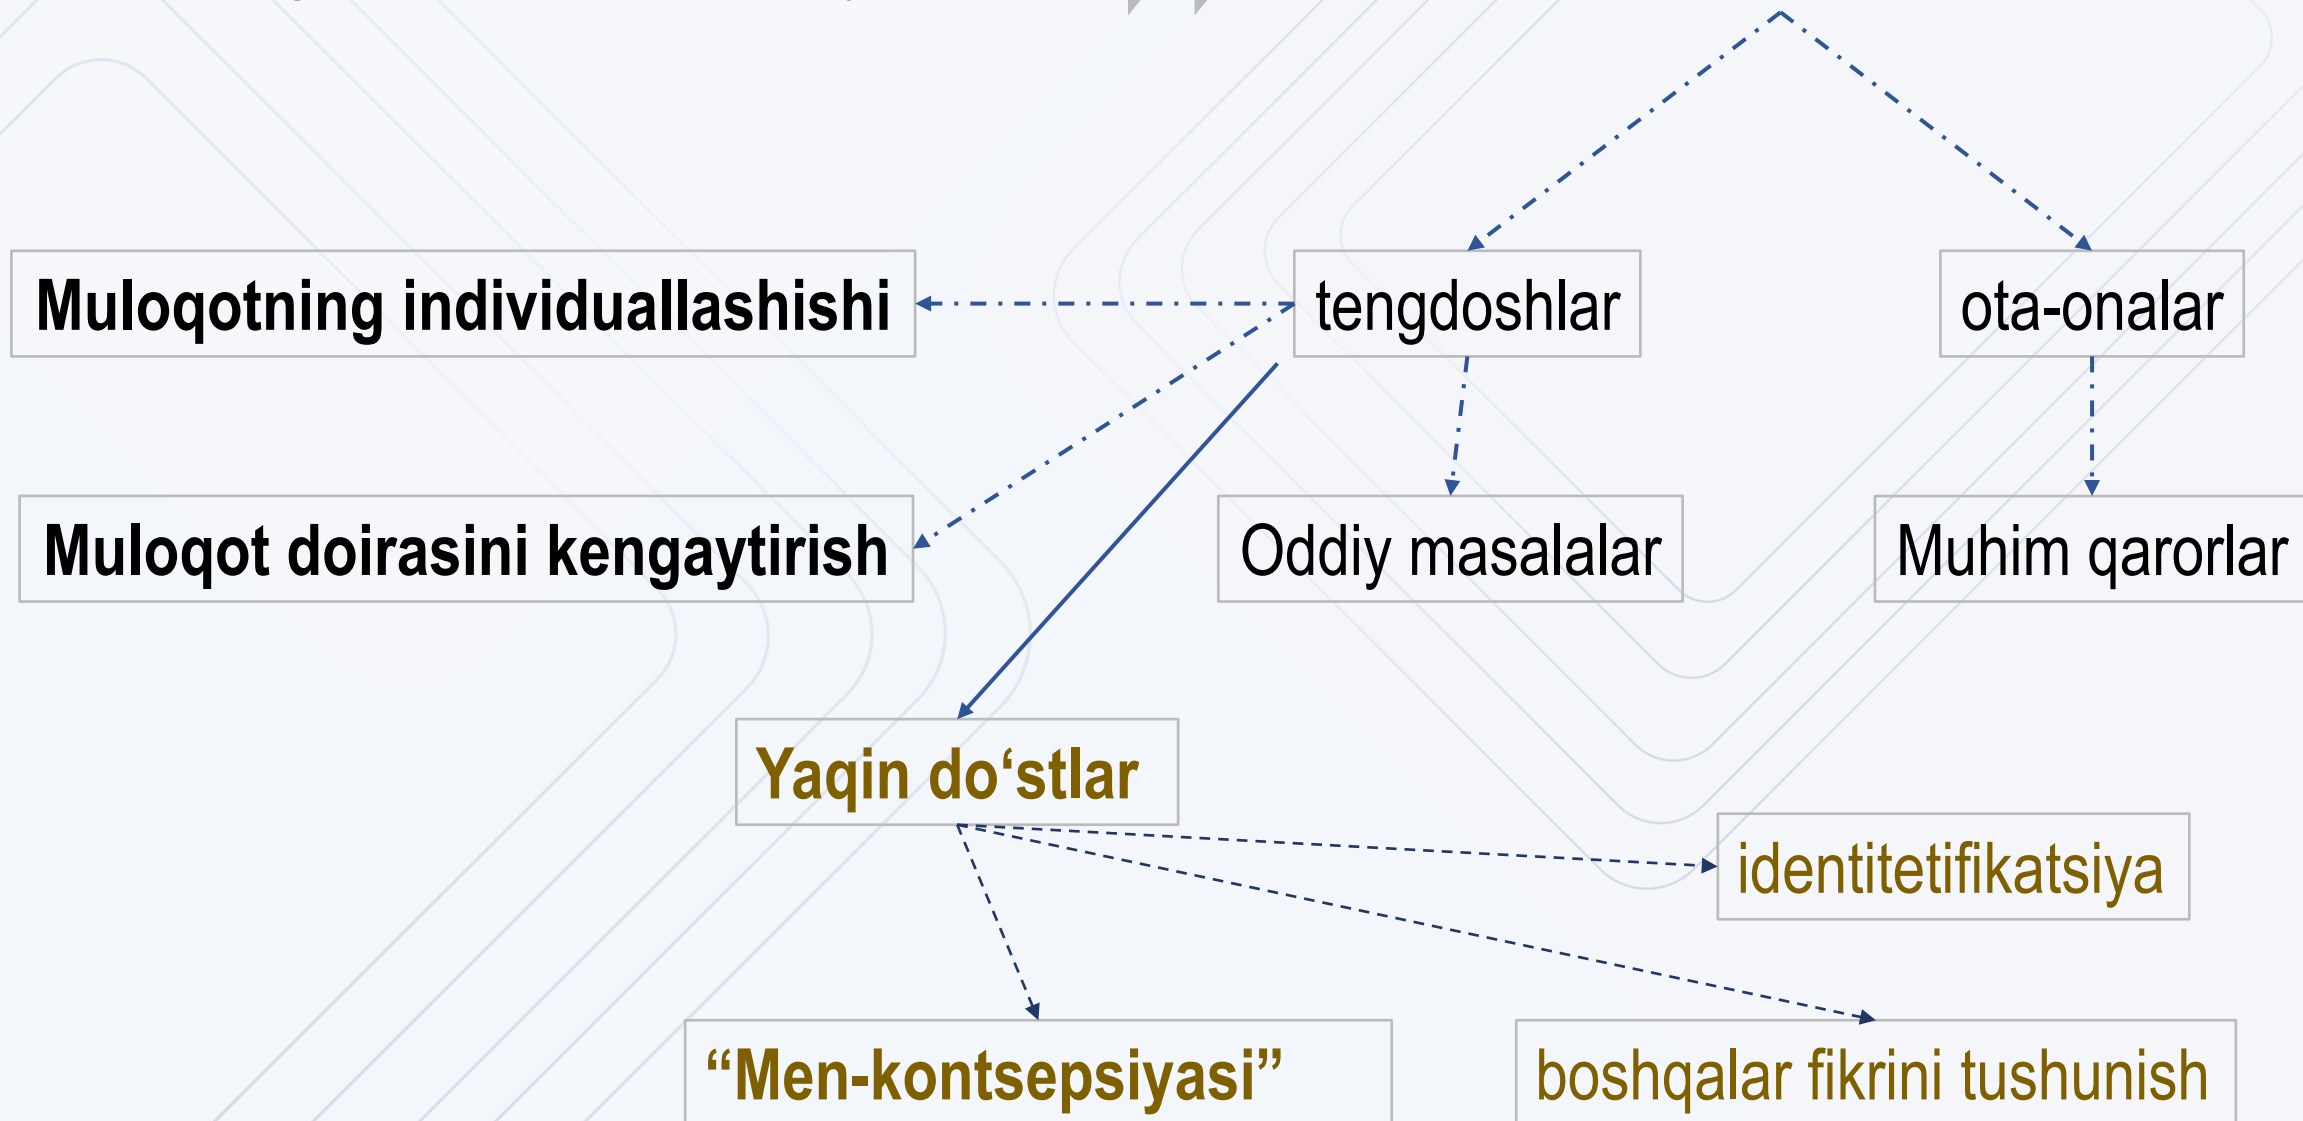 Muloqotning individuallashishi
tengdoshlar
ota-onalar
Muloqot doirasini kengaytirish
Oddiy masalalar
Muhim qarorlar
Yaqin do‘stlar
identitetifikatsiya
“Men-kontsepsiyasi”
boshqalar fikrini tushunish